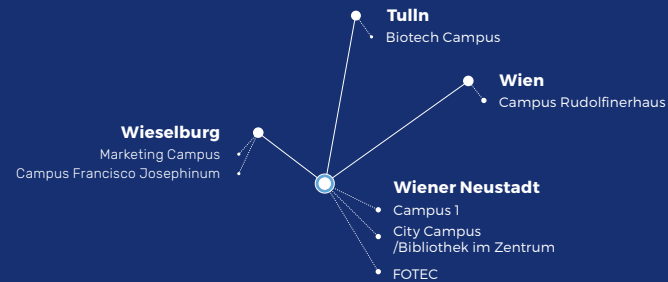 Tulln
Biotech Campus
Wien
Campus Rudolfinerhaus
Wieselburg
Marketing Campus
Campus Francisco Josephinum
Wiener Neustadt
Campus 1
City Campus
/Bibliothek im Zentrum
FOTEC